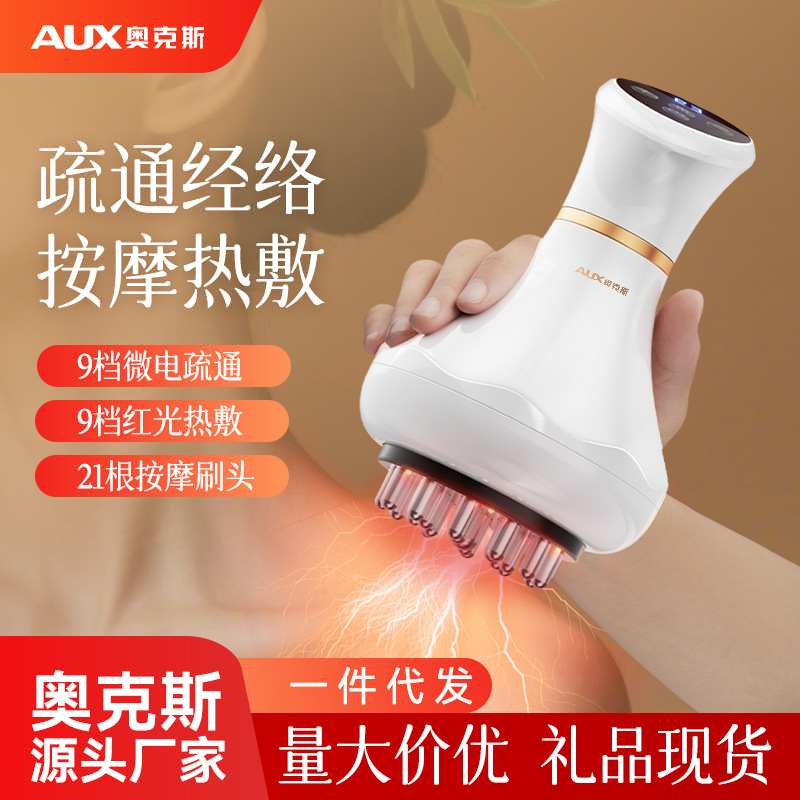 AUX奥克斯
疏通经络
按摩热敷
AUX奥克斯
9档微电疏通
9档红光热敷
21根按摩刷头
奥克斯
源头厂家
一件代发
量大价优 礼品现货